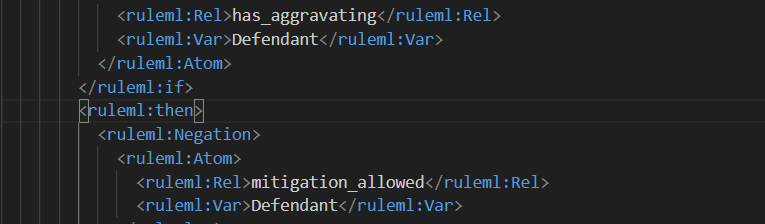 <ruleml:Rel>has_aggravating</ruleml:Rel>
<ruleml:Var>Defendant</ruleml:Var>
</ruleml:Atom>
</ruleml:if>
<ruleml:then>
<ruleml:Negation>
<ruleml:Atom>
<ruleml:Rel>mitigation_allowed</ruleml:Rel>
<ruleml:Var>Defendant</ruleml:Var>